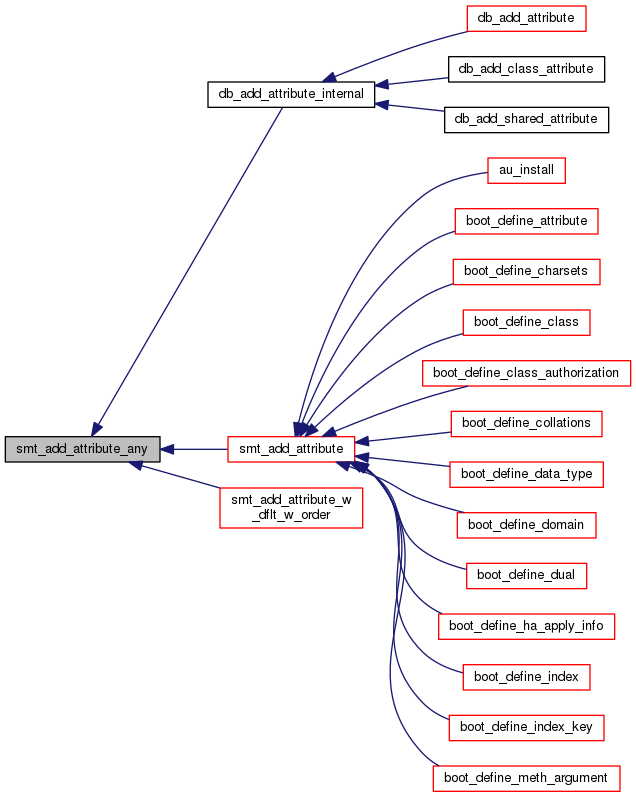 db_add_attribute
db_add_class_attribute
db_add_attribute_internal
db_add_shared_attribute
au_install
boot_define_attribute
boot_define_charsets
boot_define_class
boot_define_class_authorization
boot_define_collations
smt_add_attribute_any
smt_add_attribute
boot_define_data_type
smt_add_attribute_w
_dflt_w_order
boot_define_domain
boot_define_dual
boot_define_ha_apply_info
boot_define_index
boot_define_index_key
boot_define_meth_argument